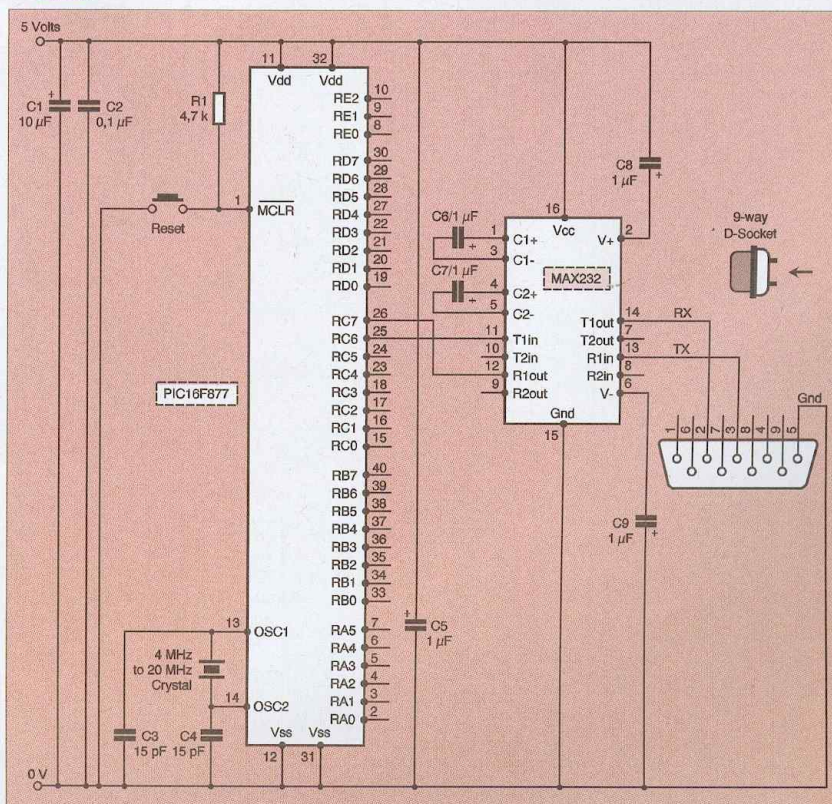 5 Volts
C1
10 µF
+
C2
0,1 µF
R1
4,7 k
Reset
1
MCLR
11
Vdd
32
Vdd
RE2 10
RE1 9
RE0 8
RD7 30
RD6 29
RD5 28
RD4 27
RD3 22
RD2 21
RD1 20
RD0 19
RC7 26
RC6 25
RC5 24
RC4 23
RC3 18
RC2 17
RC1 16
RC0 15
RB7 40
RB6 39
RB5 38
RB4 37
RB3 36
RB2 35
RB1 34
RB0 33
RA5 7
RA4 6
RA3 5
RA2 4
RA1 3
RA0 2
PIC16F877
13
OSC1
4 MHz
to 20 MHz
Crystal
14
OSC2
C3
15 pF
C4
15 pF
Vss
12
Vss
31
0 V
+
C5
1 µF
C6/1 µF
+
C7/1 µF
+
C8
1 µF
+
16
Vcc
1 C1+
3 C1-
4 C2+
5 C2-
11 T1in
10 T2in
12 R1out
9 R2out
MAX232
V+ 2
T1out 14
T2out 7
R1in 13
R2in 8
V- 6
Gnd
15
RX
TX
9-way
D-Socket
Gnd
1 6 2 7 3 8 4 9 5
C9
1 µF
+